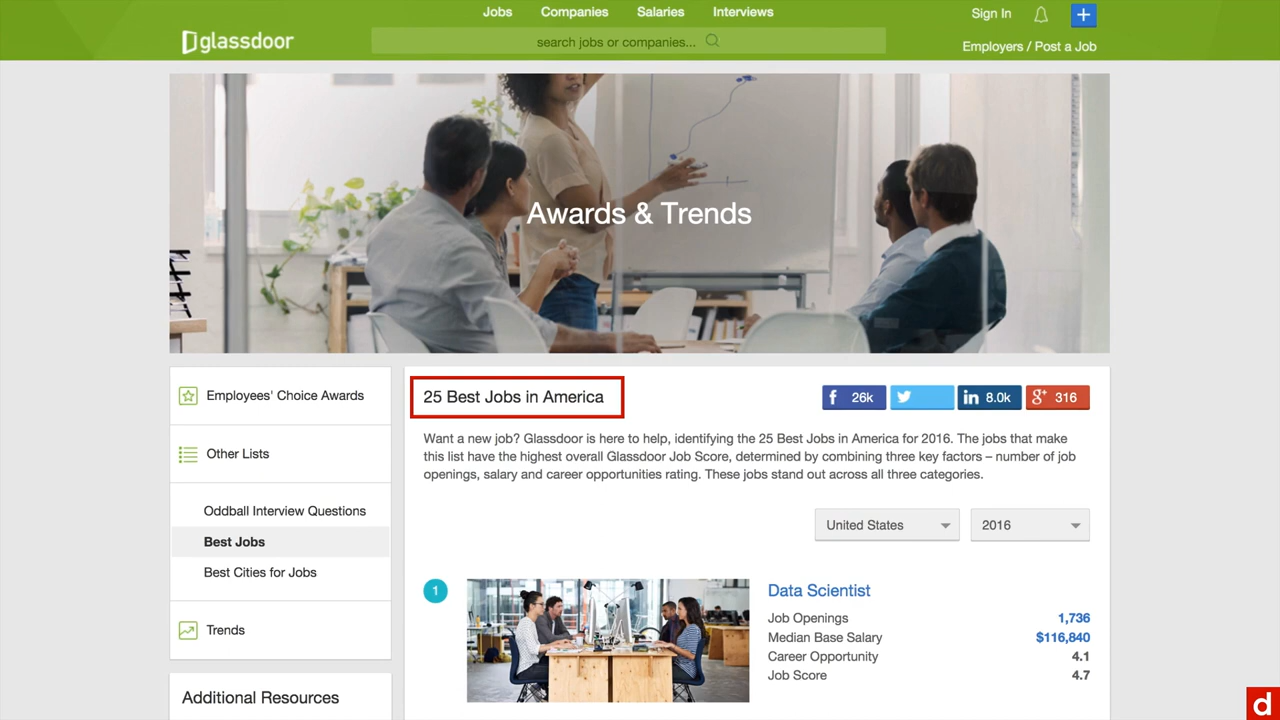 Jobs Companies Salaries Interviews
Sign In
+
glassdoor
search jobs or companies...
Employers / Post a Job
Awards & Trends
Employees' Choice Awards
Other Lists
Oddball Interview Questions
Best Jobs
Best Cities for Jobs
Trends
Additional Resources
25 Best Jobs in America
f 26k
in 8.0k
g+ 316
Want a new job? Glassdoor is here to help, identifying the 25 Best Jobs in America for 2016. The jobs that make
this list have the highest overall Glassdoor Job Score, determined by combining three key factors – number of job
openings, salary and career opportunities rating. These jobs stand out across all three categories.
United States
2016
1
Data Scientist
Job Openings 1,736
Median Base Salary $116,840
Career Opportunity 4.1
Job Score 4.7
d